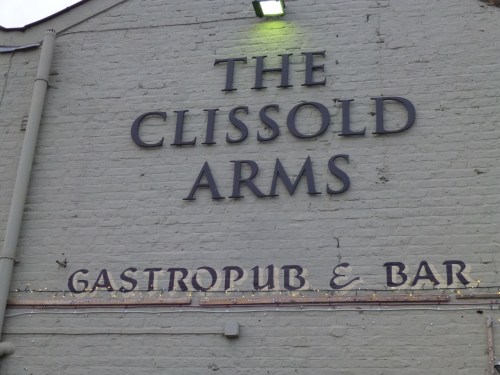 THE
CLISSOLD
ARMS
GASTROPUB & BAR